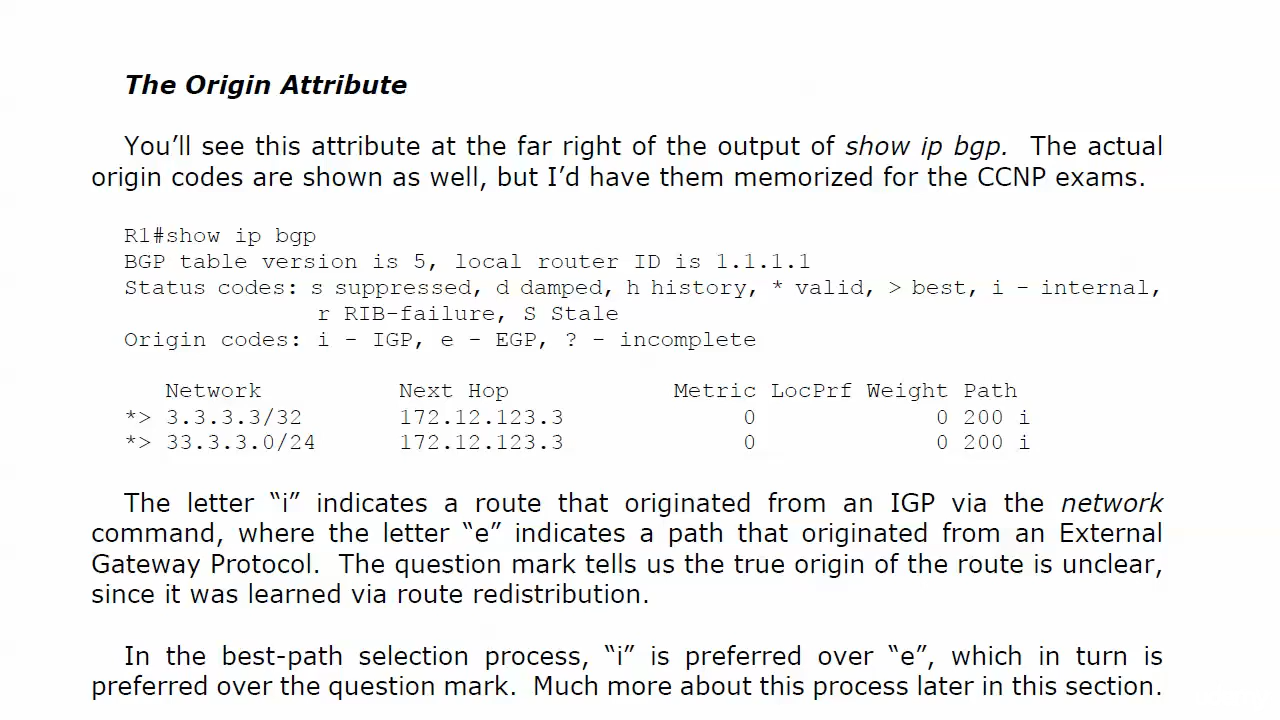 The Origin Attribute
You’ll see this attribute at the far right of the output of show ip bgp. The actual
origin codes are shown as well, but I’d have them memorized for the CCNP exams.
R1#show ip bgp
BGP table version is 5, local router ID is 1.1.1.1
Status codes: s suppressed, d damped, h history, * valid, > best, i - internal,
r RIB-failure, S Stale
Origin codes: i - IGP, e - EGP, ? - incomplete
Network Next Hop Metric LocPrf Weight Path
*> 3.3.3.3/32 172.12.123.3 0 0 200 i
*> 33.3.3.0/24 172.12.123.3 0 0 200 i
The letter “i” indicates a route that originated from an IGP via the network
command, where the letter “e” indicates a path that originated from an External
Gateway Protocol. The question mark tells us the true origin of the route is unclear,
since it was learned via route redistribution.
In the best-path selection process, “i” is preferred over “e”, which in turn is
preferred over the question mark. Much more about this process later in this section.